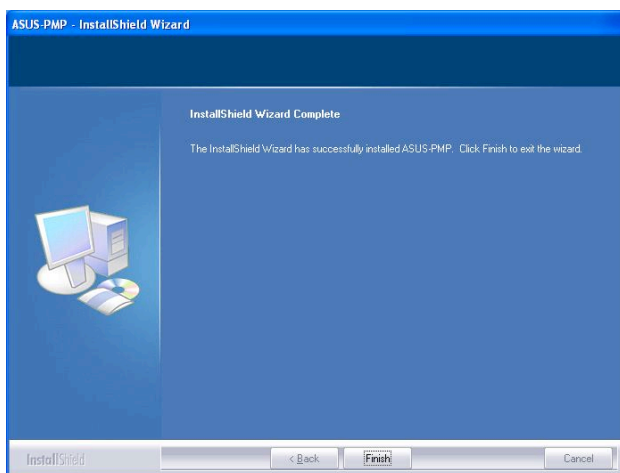 ASUS-PMP - InstallShield Wizard
InstallShield Wizard Complete
The InstallShield Wizard has successfully installed ASUS-PMP. Click Finish to exit the wizard.
InstallShield
< Back
Finish
Cancel